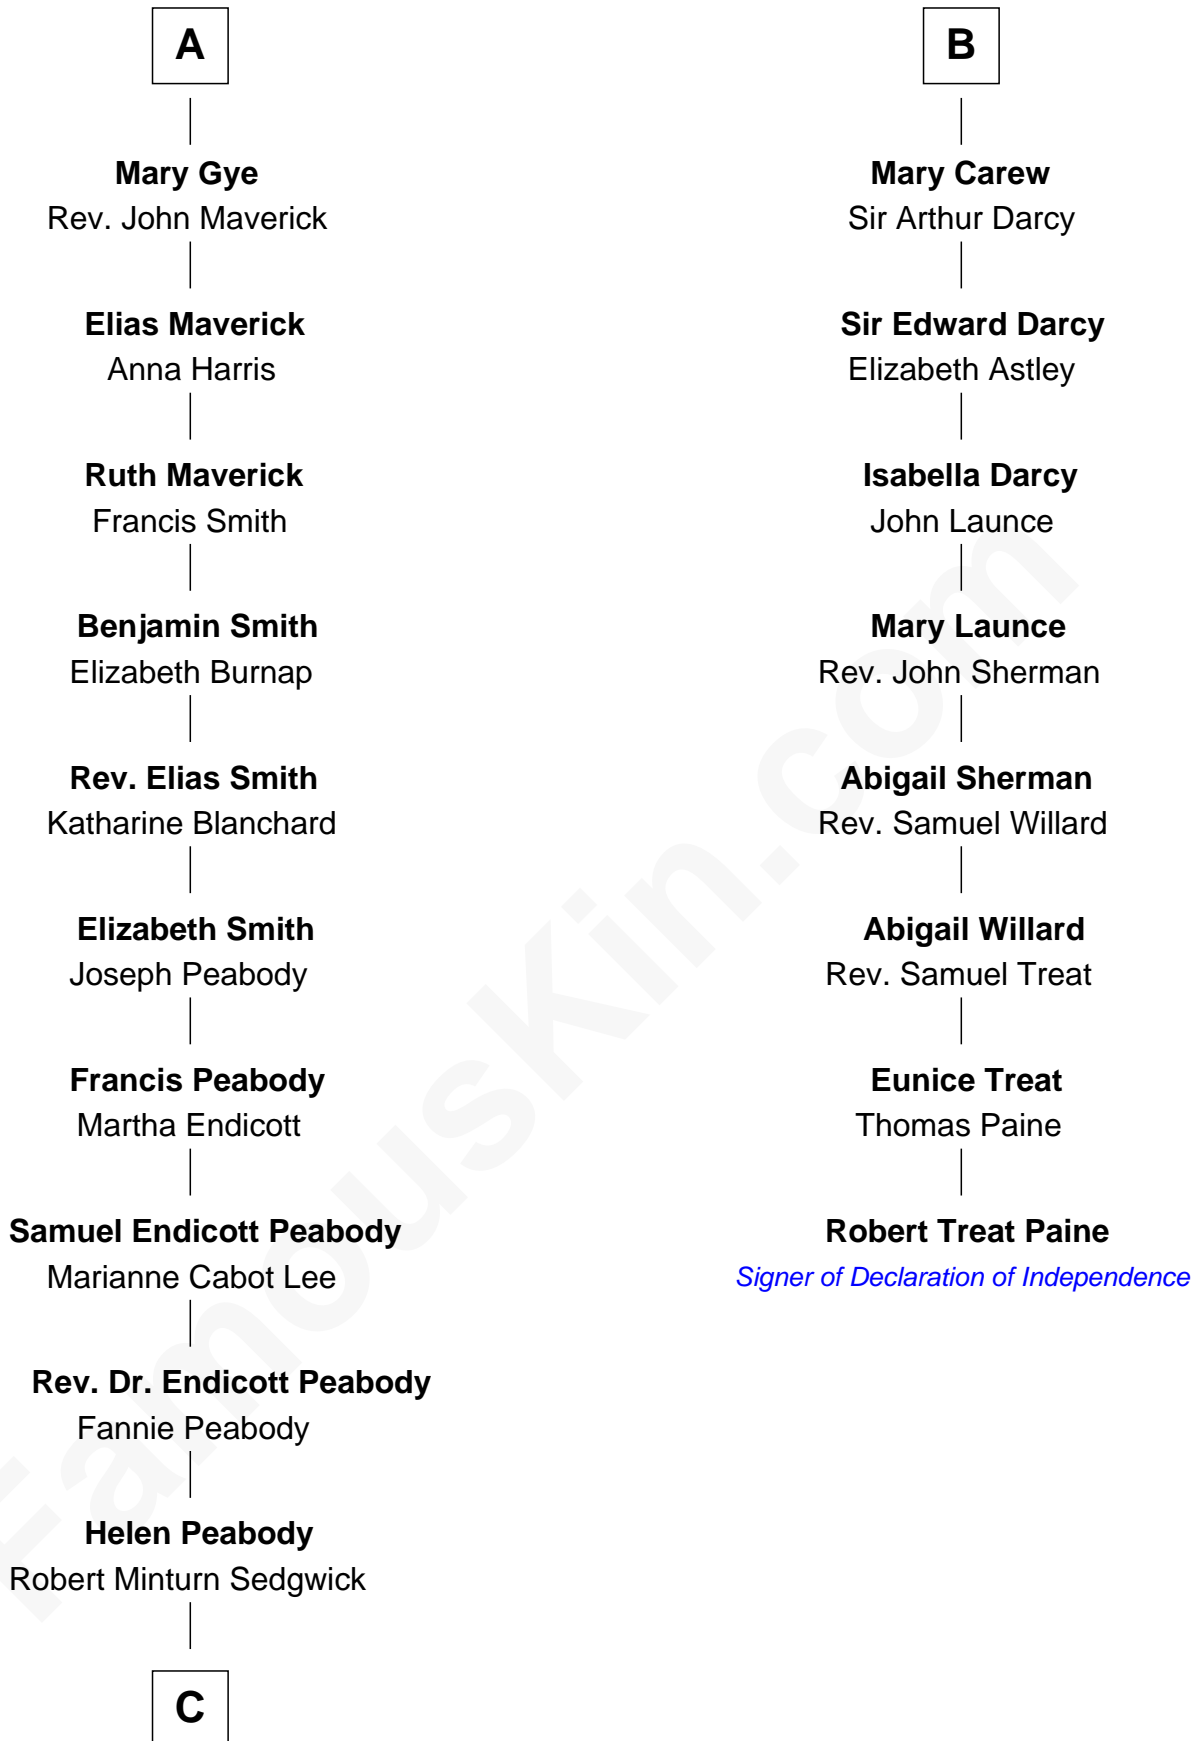 A
Mary Gye
Rev. John Maverick
Elias Maverick
Anna Harris
Ruth Maverick
Francis Smith
Benjamin Smith
Elizabeth Burnap
Rev. Elias Smith
Katharine Blanchard
Elizabeth Smith
Joseph Peabody
Francis Peabody
Martha Endicott
Samuel Endicott Peabody
Marianne Cabot Lee
Rev. Dr. Endicott Peabody
Fannie Peabody
Helen Peabody
Robert Minturn Sedgwick
C
B
Mary Carew
Sir Arthur Darcy
Sir Edward Darcy
Elizabeth Astley
Isabella Darcy
John Launce
Mary Launce
Rev. John Sherman
Abigail Sherman
Rev. Samuel Willard
Abigail Willard
Rev. Samuel Treat
Eunice Treat
Thomas Paine
Robert Treat Paine
Signer of Declaration of Independence
FamousKin.com